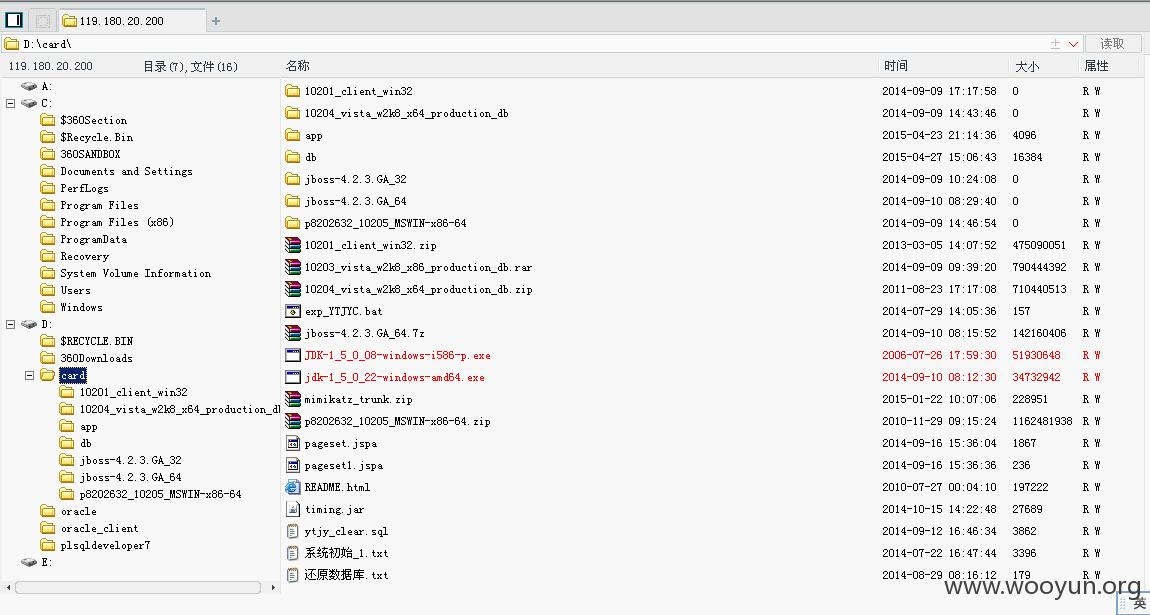 119.180.20.200
D:\card\
读取
119.180.20.200 目录(7),文件(16) 名称 时间 大小 属性
A:
C:
$360Section
$Recycle.Bin
360SANDBOX
Documents and Settings
PerfLogs
Program Files
Program Files (x86)
ProgramData
Recovery
System Volume Information
Users
Windows
D:
$RECYCLE.BIN
360Downloads
card
10201_client_win32
10204_vista_w2k8_x64_production_d
app
db
jboss-4.2.3.GA_32
jboss-4.2.3.GA_64
p8202632_10205_MSWIN-x86-64
oracle
oracle_client
plsqldeveloper7
E:
10201_client_win32 2014-09-09 17:17:58 0 R W
10204_vista_w2k8_x64_production_db 2014-09-09 14:43:46 0 R W
app 2015-04-23 21:14:36 4096 R W
db 2015-04-27 15:06:43 16384 R W
jboss-4.2.3.GA_32 2014-09-09 10:24:08 0 R W
jboss-4.2.3.GA_64 2014-09-10 08:29:40 0 R W
p8202632_10205_MSWIN-x86-64 2014-09-09 14:46:54 0 R W
10201_client_win32.zip 2013-03-05 14:07:52 475090051 R W
10203_vista_w2k8_x86_production_db.rar 2014-09-09 09:39:20 790444392 R W
10204_vista_w2k8_x64_production_db.zip 2011-08-23 17:17:08 710440513 R W
exp_YTJYC.bat 2014-07-29 14:05:36 157 R W
jboss-4.2.3.GA_64.7z 2014-09-10 08:15:52 142160406 R W
JDK-1_5_0_08-windows-i586-p.exe 2006-07-26 17:59:30 51930648 R W
jdk-1_5_0_22-windows-amd64.exe 2014-09-10 08:12:30 34732942 R W
mimikatz_trunk.zip 2015-01-22 10:07:06 228951 R W
p8202632_10205_MSWIN-x86-64.zip 2010-11-29 09:15:24 1162481938 R W
pageset.jspa 2014-09-16 15:36:04 1867 R W
pageset1.jspa 2014-09-16 15:36:36 236 R W
README.html 2010-07-27 00:04:10 197222 R W
timing.jar 2014-10-15 14:22:48 27689 R W
ytjy_clear.sql 2014-09-12 16:46:34 3862 R W
系统初始_1.txt 2014-07-22 16:47:44 3396 R W
还原数据库.txt 2014-08-29 08:16:12 179 R W
www.wooyun.org
英